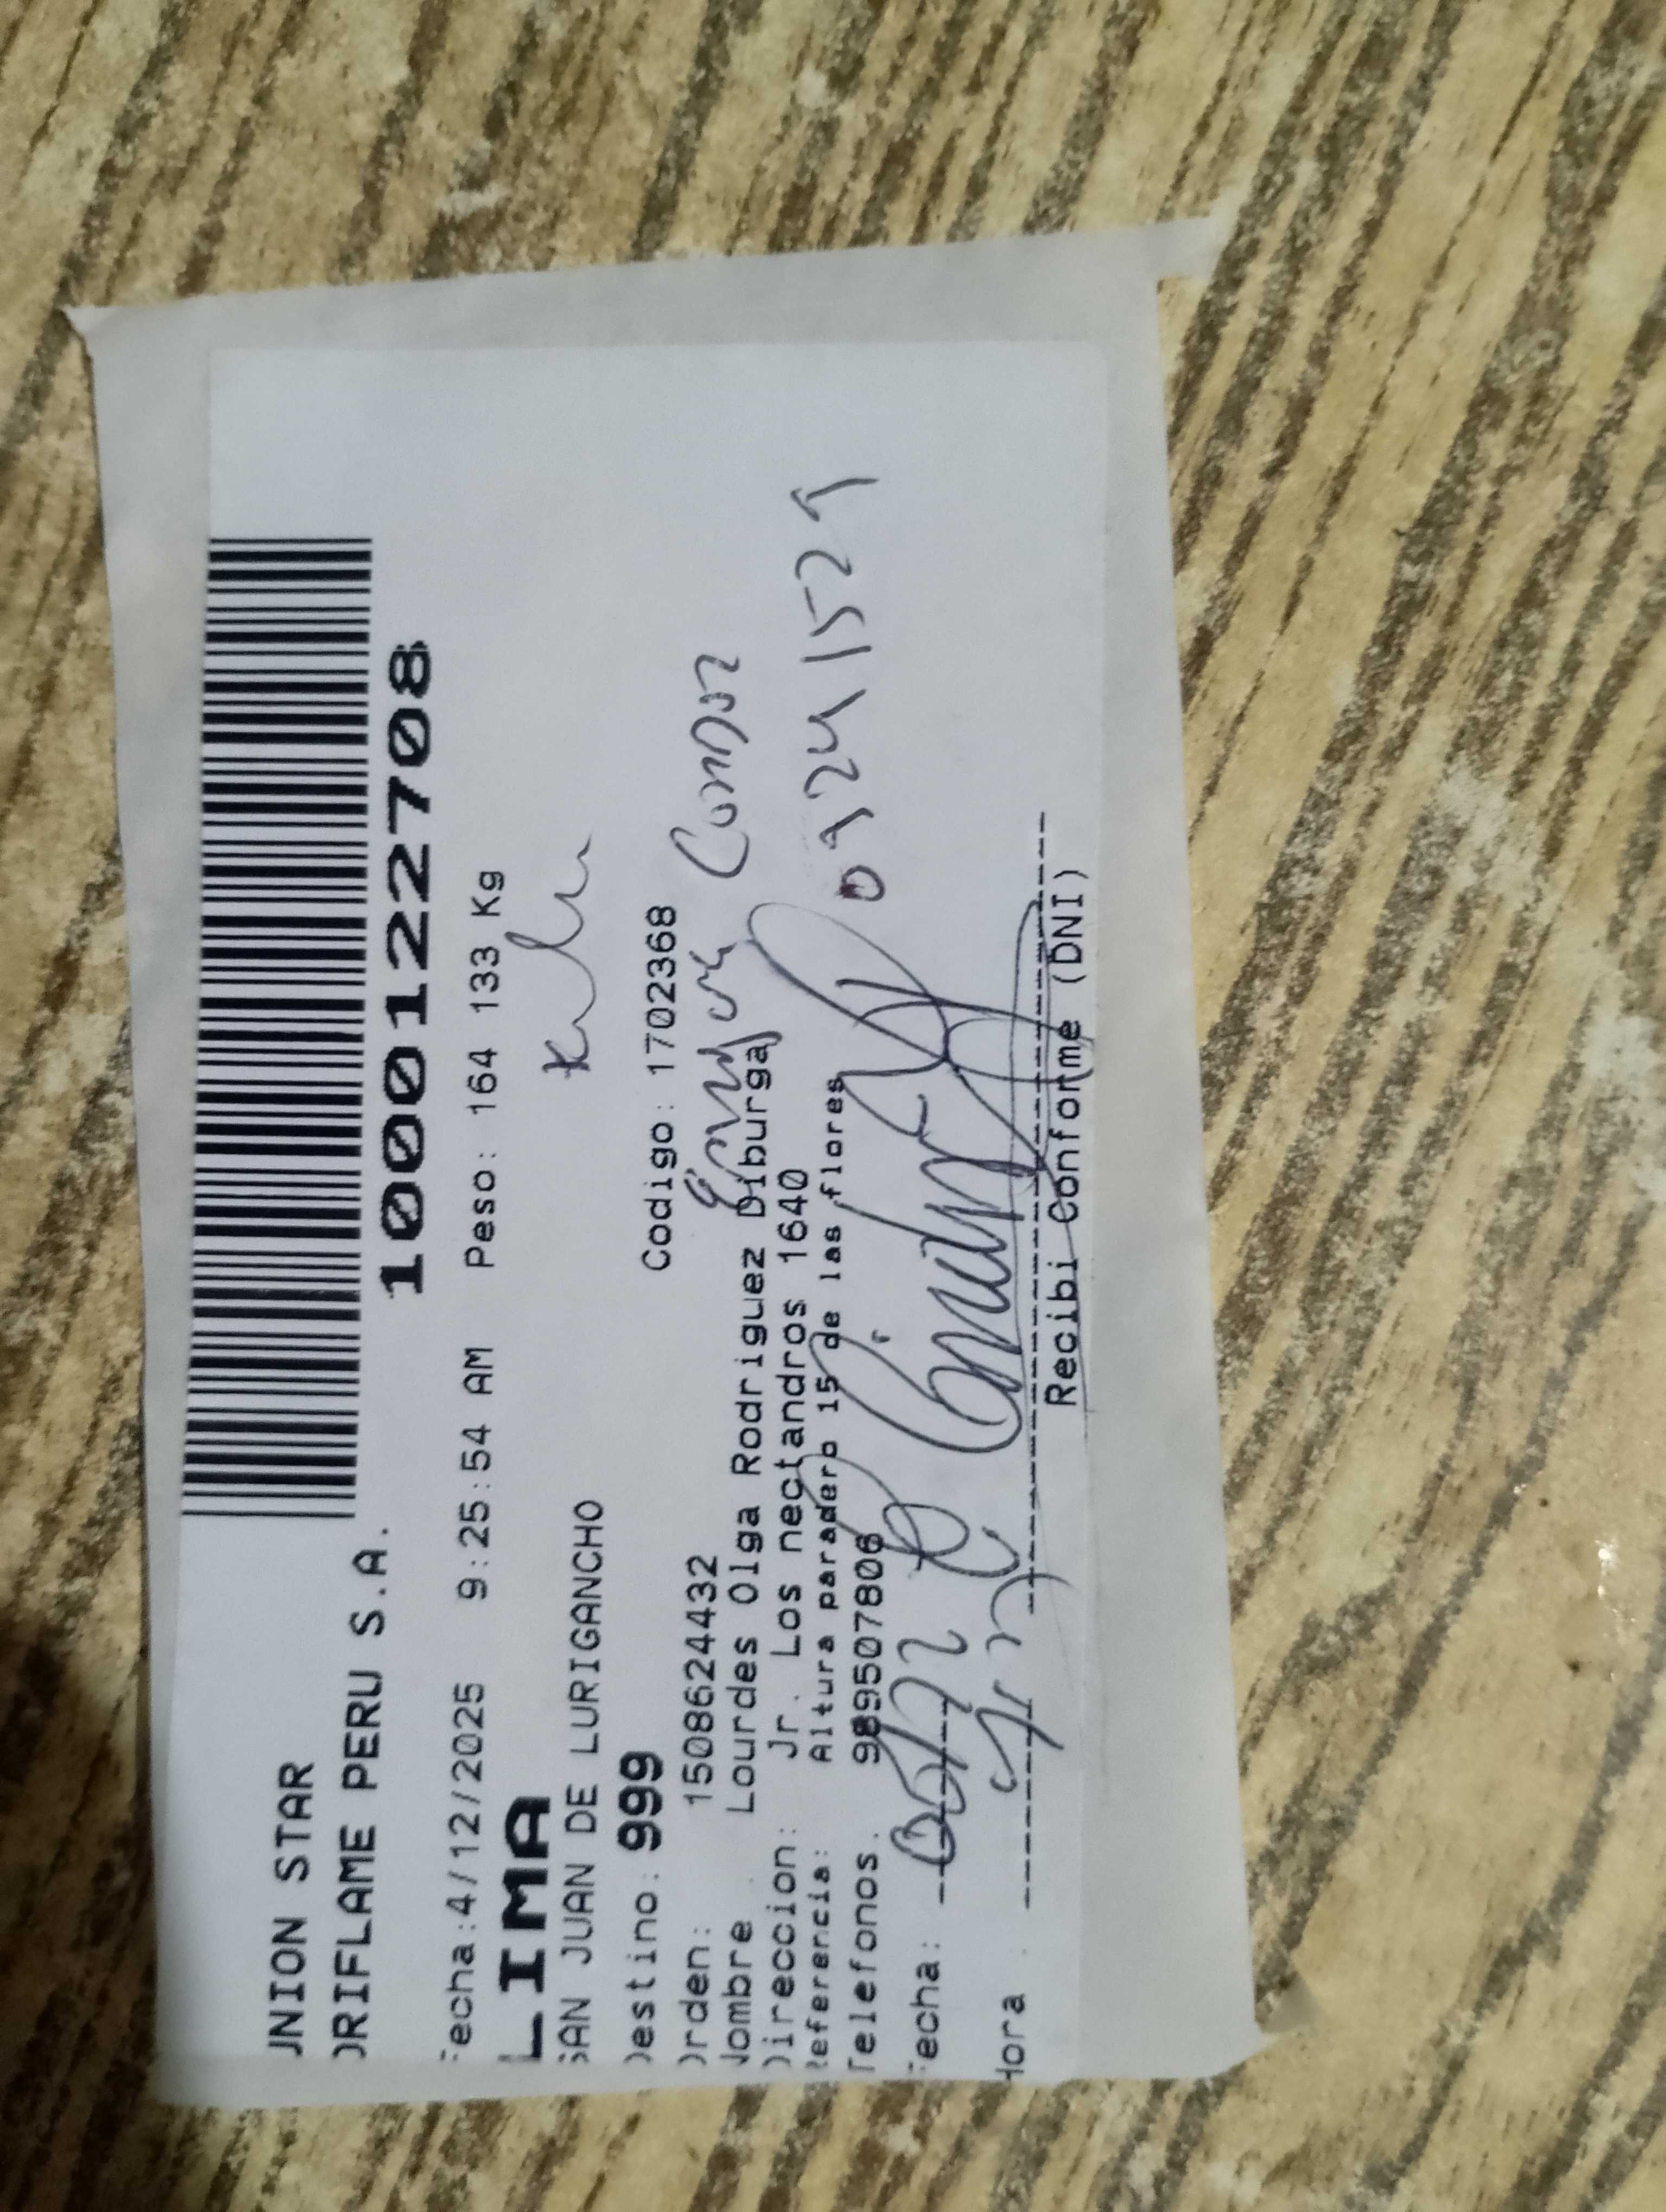 UNION STAR
ORIFLAME PERU S.A.
1000122708
Fecha:4/12/2025 9:25:54 AM Peso: 164 133 Kg
LIMA
SAN JUAN DE LURIGANCHO
Destino: 999
Codigo: 1702368
Orden: 1508624432
Nombre Lourdes Olga Rodriguez Diburga
Direccion: Jr. Los nectandros 1640
Referencia: Altura paradero 15 de las flores
Telefonos. 989507806
09241529
Fecha:
Hora
Recibi Conforme (DNI)